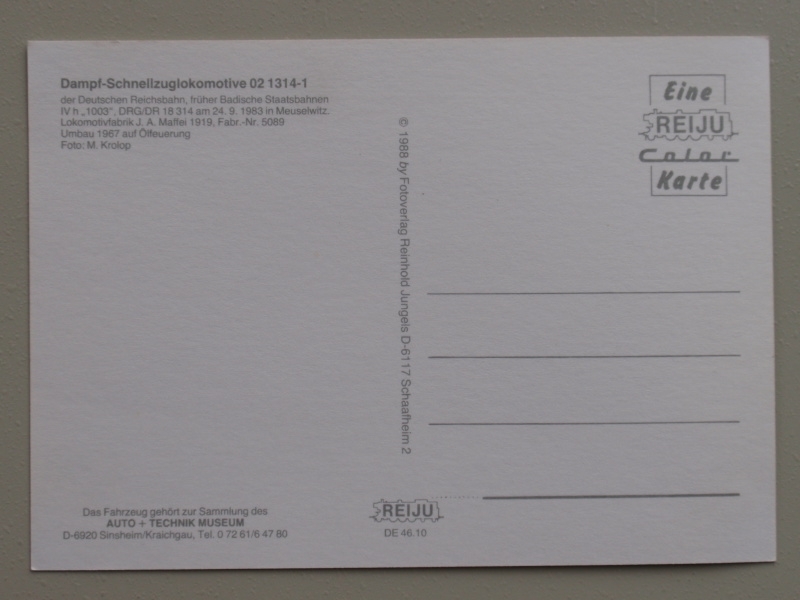 Dampf-Schnellzuglokomotive 02 1314-1
der Deutschen Reichsbahn, früher Badische Staatsbahnen
IV h „1003“, DRG/DR 18 314 am 24. 9. 1983 in Meuselwitz.
Lokomotivfabrik J. A. Maffei 1919, Fabr.-Nr. 5089
Umbau 1967 auf Ölfeuerung
Foto: M. Krolop
Eine
REIJU
Color
Karte
© 1988 by Fotoverlag Reinhold Jungels D-6117 Schaafheim 2
Das Fahrzeug gehört zur Sammlung des
AUTO + TECHNIK MUSEUM
D-6920 Sinsheim/Kraichgau, Tel. 0 72 61/6 47 80
REIJU
DE 46.10